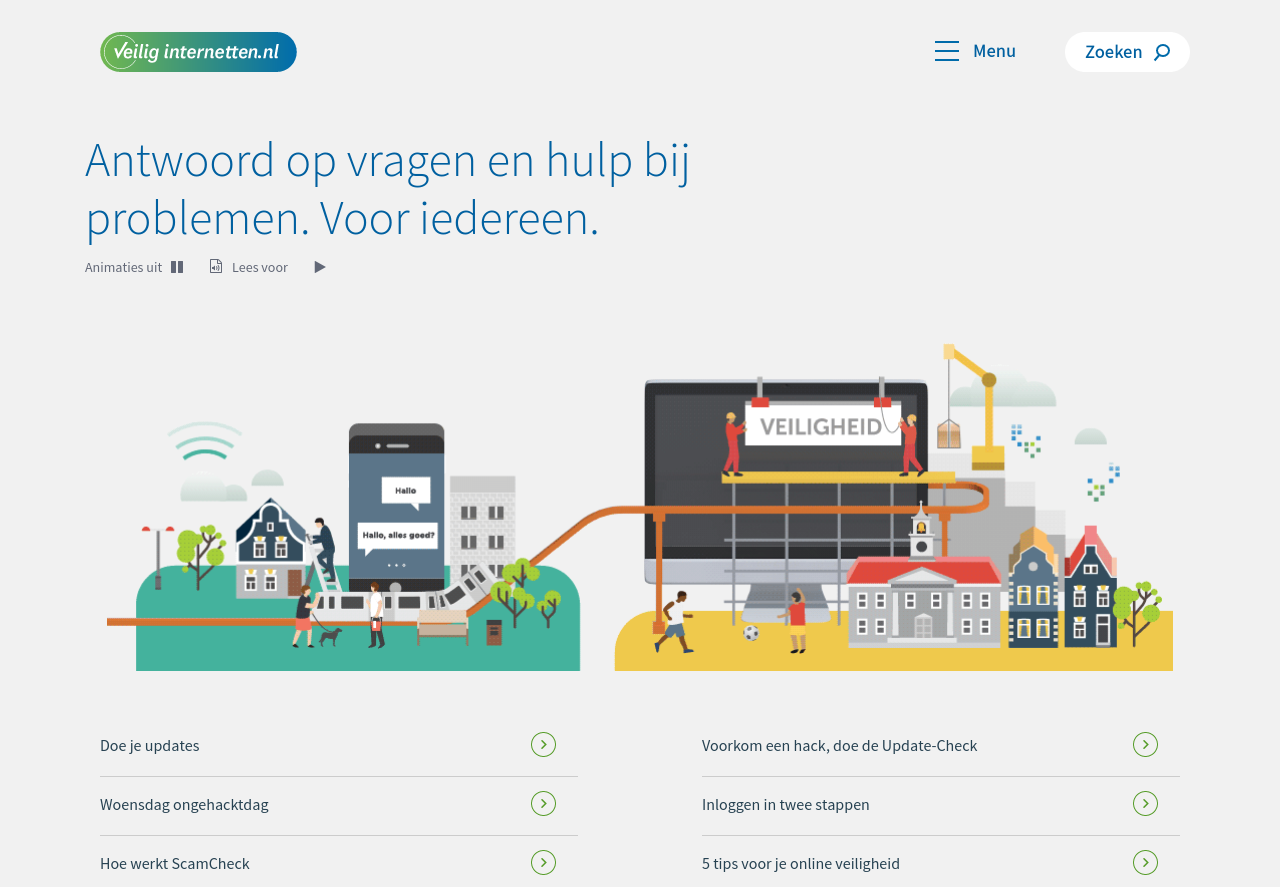 Veilig internetten.nl
Menu
Zoeken
Antwoord op vragen en hulp bij
problemen. Voor iedereen.
Animaties uit
Lees voor
VEILIGHEID
Hallo
Hallo, alles goed?
Doe je updates
Voorkom een hack, doe de Update-Check
Woensdag ongehacktdag
Inloggen in twee stappen
Hoe werkt ScamCheck
5 tips voor je online veiligheid